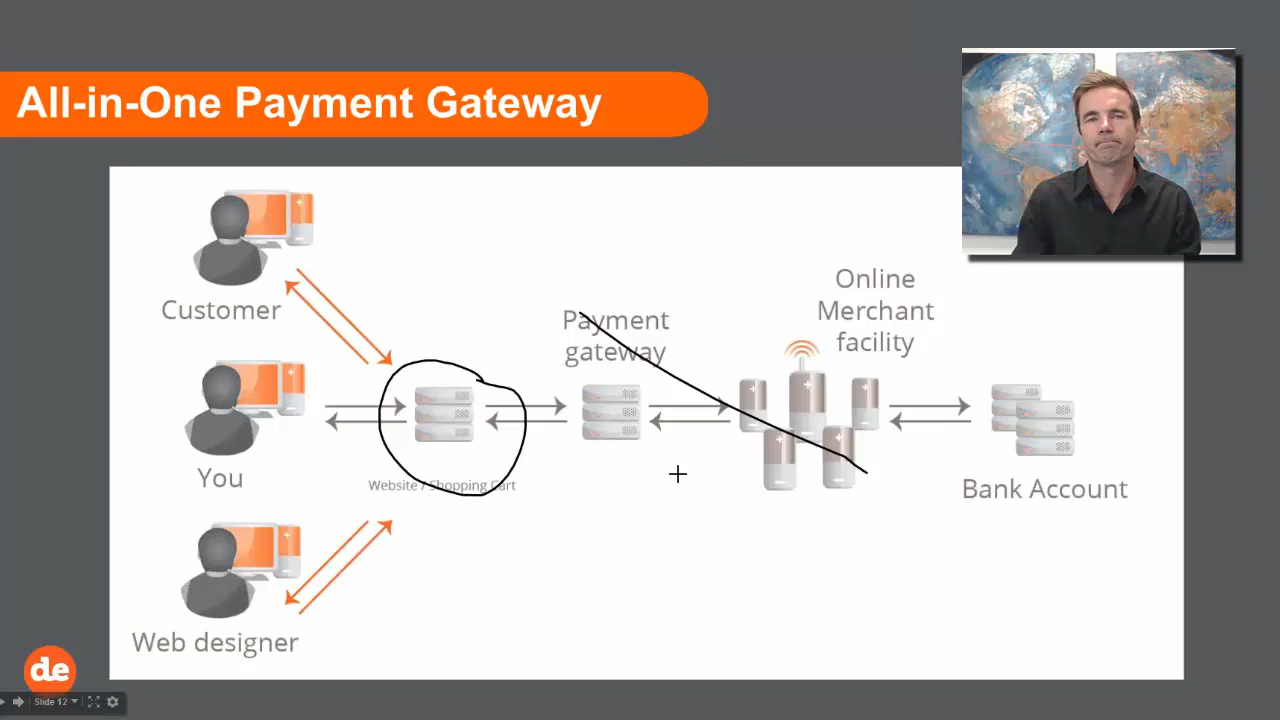 All-in-One Payment Gateway
Customer
You
Web designer
Website / Shopping Cart
Payment
gateway
Online
Merchant
facility
Bank Account
de
Slide 12